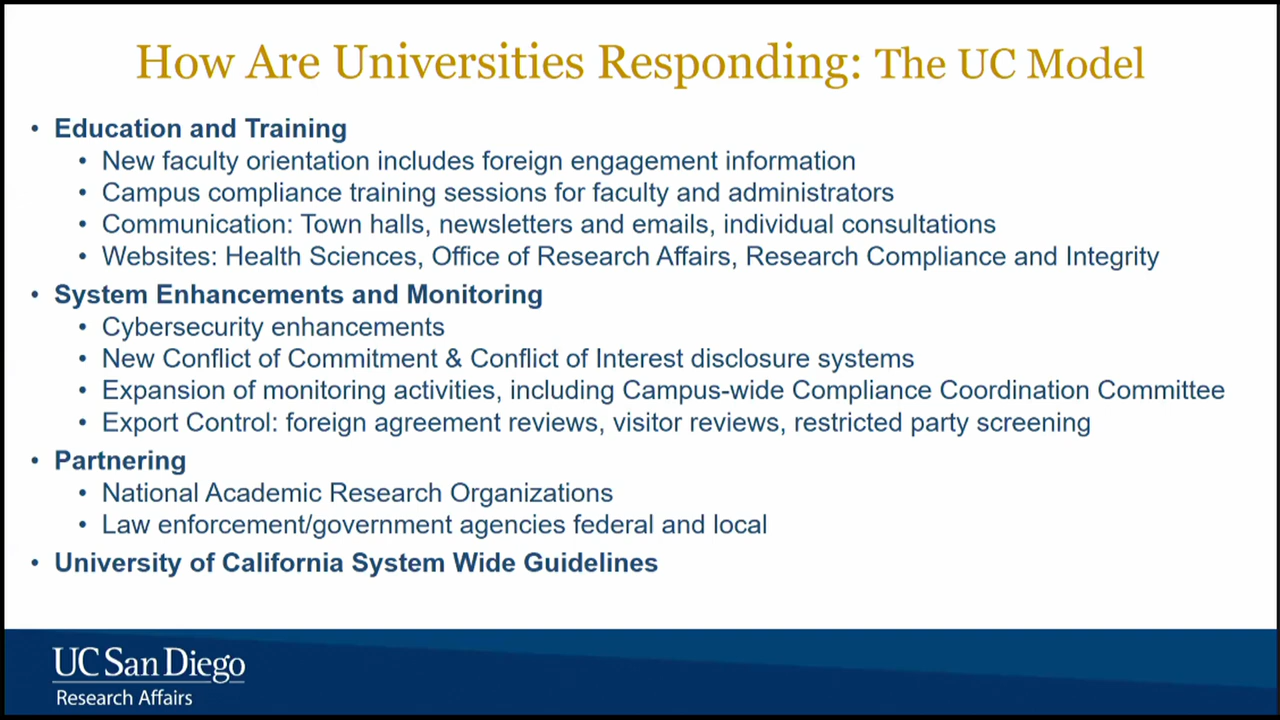 How Are Universities Responding: The UC Model
• Education and Training
• New faculty orientation includes foreign engagement information
• Campus compliance training sessions for faculty and administrators
• Communication: Town halls, newsletters and emails, individual consultations
• Websites: Health Sciences, Office of Research Affairs, Research Compliance and Integrity
• System Enhancements and Monitoring
• Cybersecurity enhancements
• New Conflict of Commitment & Conflict of Interest disclosure systems
• Expansion of monitoring activities, including Campus-wide Compliance Coordination Committee
• Export Control: foreign agreement reviews, visitor reviews, restricted party screening
• Partnering
• National Academic Research Organizations
• Law enforcement/government agencies federal and local
• University of California System Wide Guidelines
UC San Diego
Research Affairs